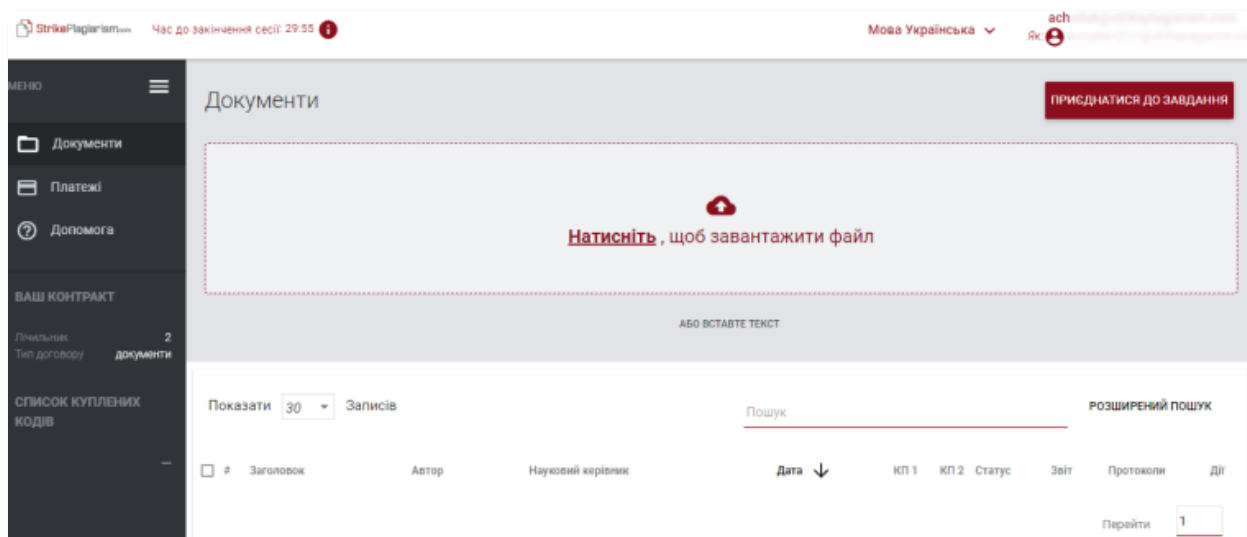 StrikePlagiarism.com Час до закінчення сесії: 29:55
Мова Українська
ach
Як:
МЕНЮ
Документи
Платежі
Допомога
ВАШ КОНТРАКТ
Лічильник 2
Тип договору документи
СПИСОК КУПЛЕНИХ
КОДІВ
—
Документи
ПРИЄДНАТИСЯ ДО ЗАВДАННЯ
Натисніть , щоб завантажити файл
АБО ВСТАВТЕ ТЕКСТ
Показати 30 Записів
Пошук
РОЗШИРЕНИЙ ПОШУК
# Заголовок Автор Науковий керівник Дата КП 1 КП 2 Статус Звіт Протоколи Дії
Перейти 1